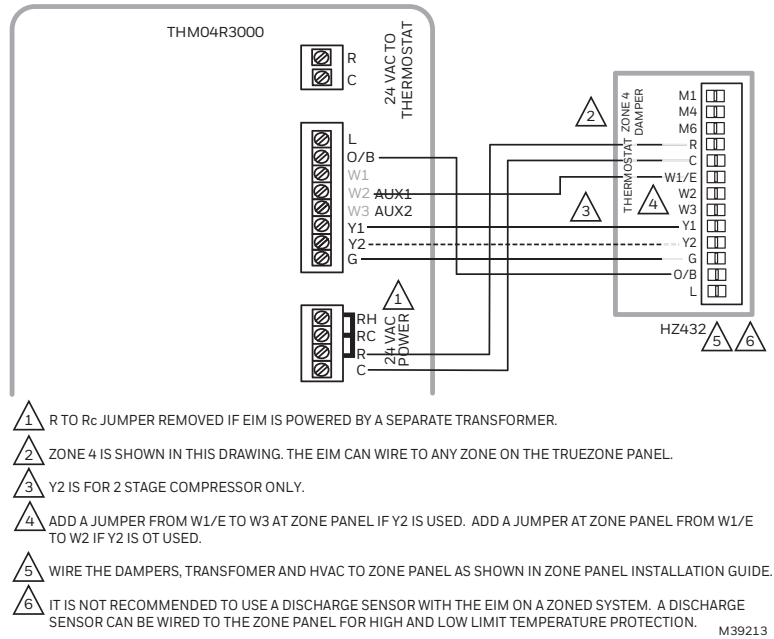 THM04R3000
24 VAC TO
THERMOSTAT
R
C
L
O/B
W1
W2 AUX1
W3 AUX2
Y1
Y2
G
1
24 VAC
POWER
RH
RC
R
C
2
3
4
THERMOSTAT ZONE 4
DAMPER
M1
M4
M6
R
C
W1/E
W2
W3
Y1
Y2
G
O/B
L
HZ432
5
6
1 R TO Rc JUMPER REMOVED IF EIM IS POWERED BY A SEPARATE TRANSFORMER.
2 ZONE 4 IS SHOWN IN THIS DRAWING. THE EIM CAN WIRE TO ANY ZONE ON THE TRUEZONE PANEL.
3 Y2 IS FOR 2 STAGE COMPRESSOR ONLY.
4 ADD A JUMPER FROM W1/E TO W3 AT ZONE PANEL IF Y2 IS USED. ADD A JUMPER AT ZONE PANEL FROM W1/E
TO W2 IF Y2 IS OT USED.
5 WIRE THE DAMPERS, TRANSFOMER AND HVAC TO ZONE PANEL AS SHOWN IN ZONE PANEL INSTALLATION GUIDE.
6 IT IS NOT RECOMMENDED TO USE A DISCHARGE SENSOR WITH THE EIM ON A ZONED SYSTEM. A DISCHARGE
SENSOR CAN BE WIRED TO THE ZONE PANEL FOR HIGH AND LOW LIMIT TEMPERATURE PROTECTION.
M39213